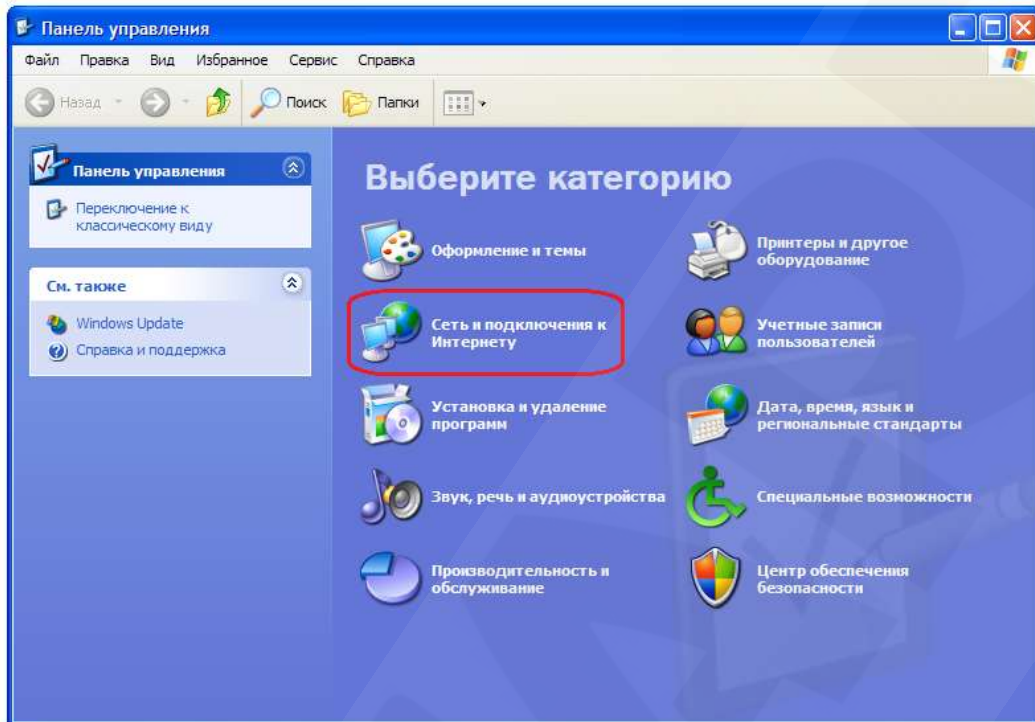 Панель управления
Файл Правка Вид Избранное Сервис Справка
Назад Поиск Папки
Панель управления
Переключение к
классическому виду
См. также
Windows Update
Справка и поддержка
Выберите категорию
Оформление и темы
Принтеры и другое
оборудование
Сеть и подключения к
Интернету
Учетные записи
пользователей
Установка и удаление
программ
Дата, время, язык и
региональные стандарты
Звук, речь и аудиоустройства
Специальные возможности
Производительность и
обслуживание
Центр обеспечения
безопасности